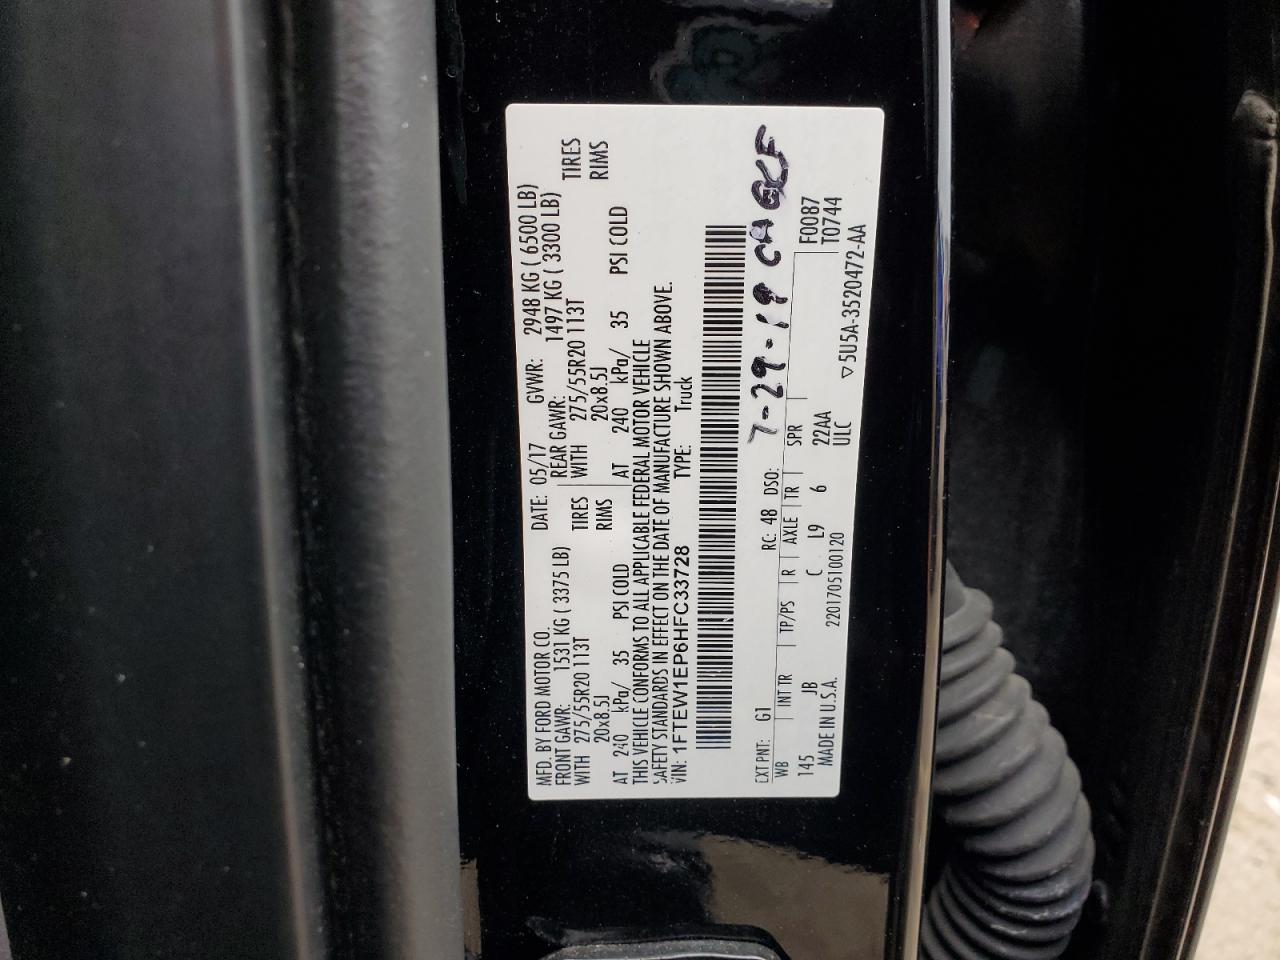 MFD. BY FORD MOTOR CO. DATE: 05/17 GVWR: 2948 KG ( 6500 LB)
FRONT GAWR: 1531 KG ( 3375 LB) REAR GAWR: 1497 KG ( 3300 LB)
WITH 275/55R20 113T TIRES WITH 275/55R20 113T TIRES
20x8.5J RIMS 20x8.5J RIMS
AT 240 kPa/ 35 PSI COLD AT 240 kPa/ 35 PSI COLD
THIS VEHICLE CONFORMS TO ALL APPLICABLE FEDERAL MOTOR VEHICLE
SAFETY STANDARDS IN EFFECT ON THE DATE OF MANUFACTURE SHOWN ABOVE.
VIN: 1FTEW1EP6HFC33728 TYPE: Truck
7-29-19
EXT PNT: G1 RC: 48 DSO:
WB INT TR TP/PS R AXLE TR SPR F0087
145 JB C L9 6 22AA T0744
MADE IN U.S.A. 2201705100120 ULC ▽5U5A-3520472-AA